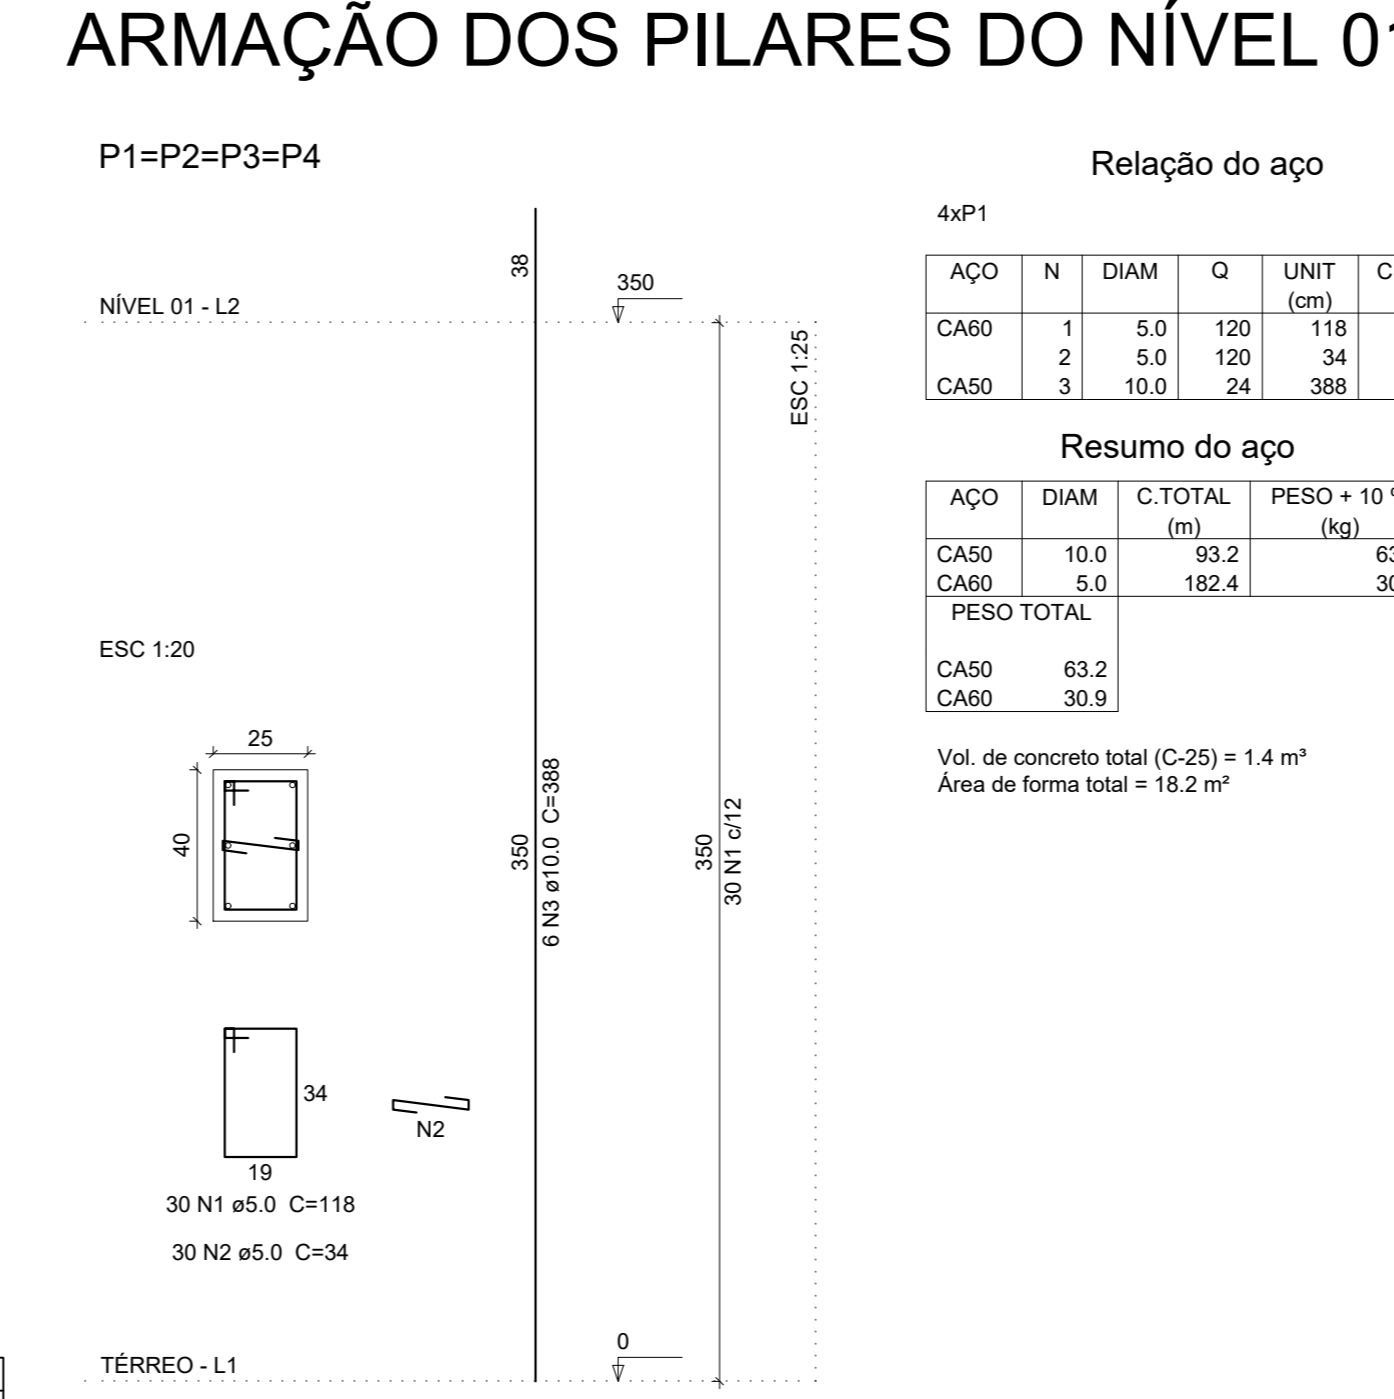 ARMAÇÃO DOS PILARES DO NÍVEL 01
P1=P2=P3=P4
38
350
NÍVEL 01 - L2
ESC 1:25
ESC 1:20
25
40
350
6 N3 ø10.0 C=388
350
30 N1 c/12
34
19
N2
30 N1 ø5.0 C=118
30 N2 ø5.0 C=34
0
TÉRREO - L1
Relação do aço
4xP1
AÇO N DIAM Q UNIT C
(cm)
CA60 1 5.0 120 118
2 5.0 120 34
CA50 3 10.0 24 388
Resumo do aço
AÇO DIAM C.TOTAL PESO + 10
(m) (kg)
CA50 10.0 93.2 63
CA60 5.0 182.4 30
PESO TOTAL
CA50 63.2
CA60 30.9
Vol. de concreto total (C-25) = 1.4 m³
Área de forma total = 18.2 m²